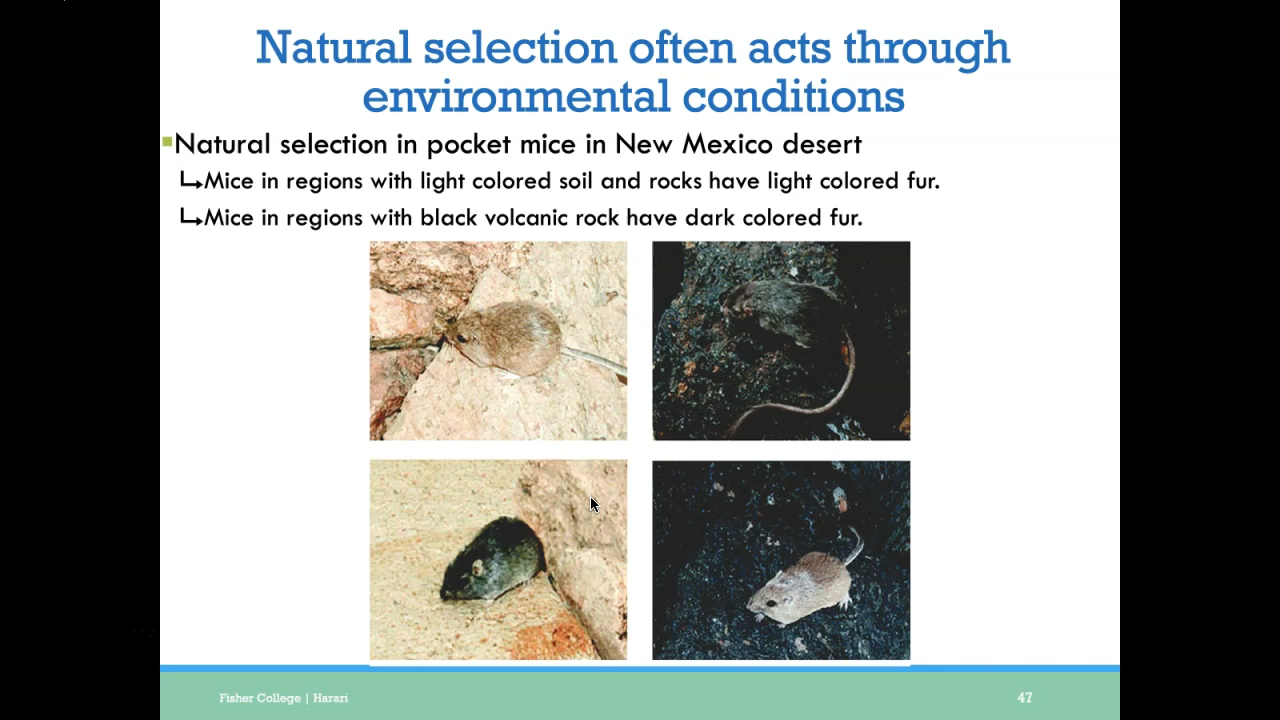 Natural selection often acts through
environmental conditions
Natural selection in pocket mice in New Mexico desert
Mice in regions with light colored soil and rocks have light colored fur.
Mice in regions with black volcanic rock have dark colored fur.
Fisher College | Harari
47